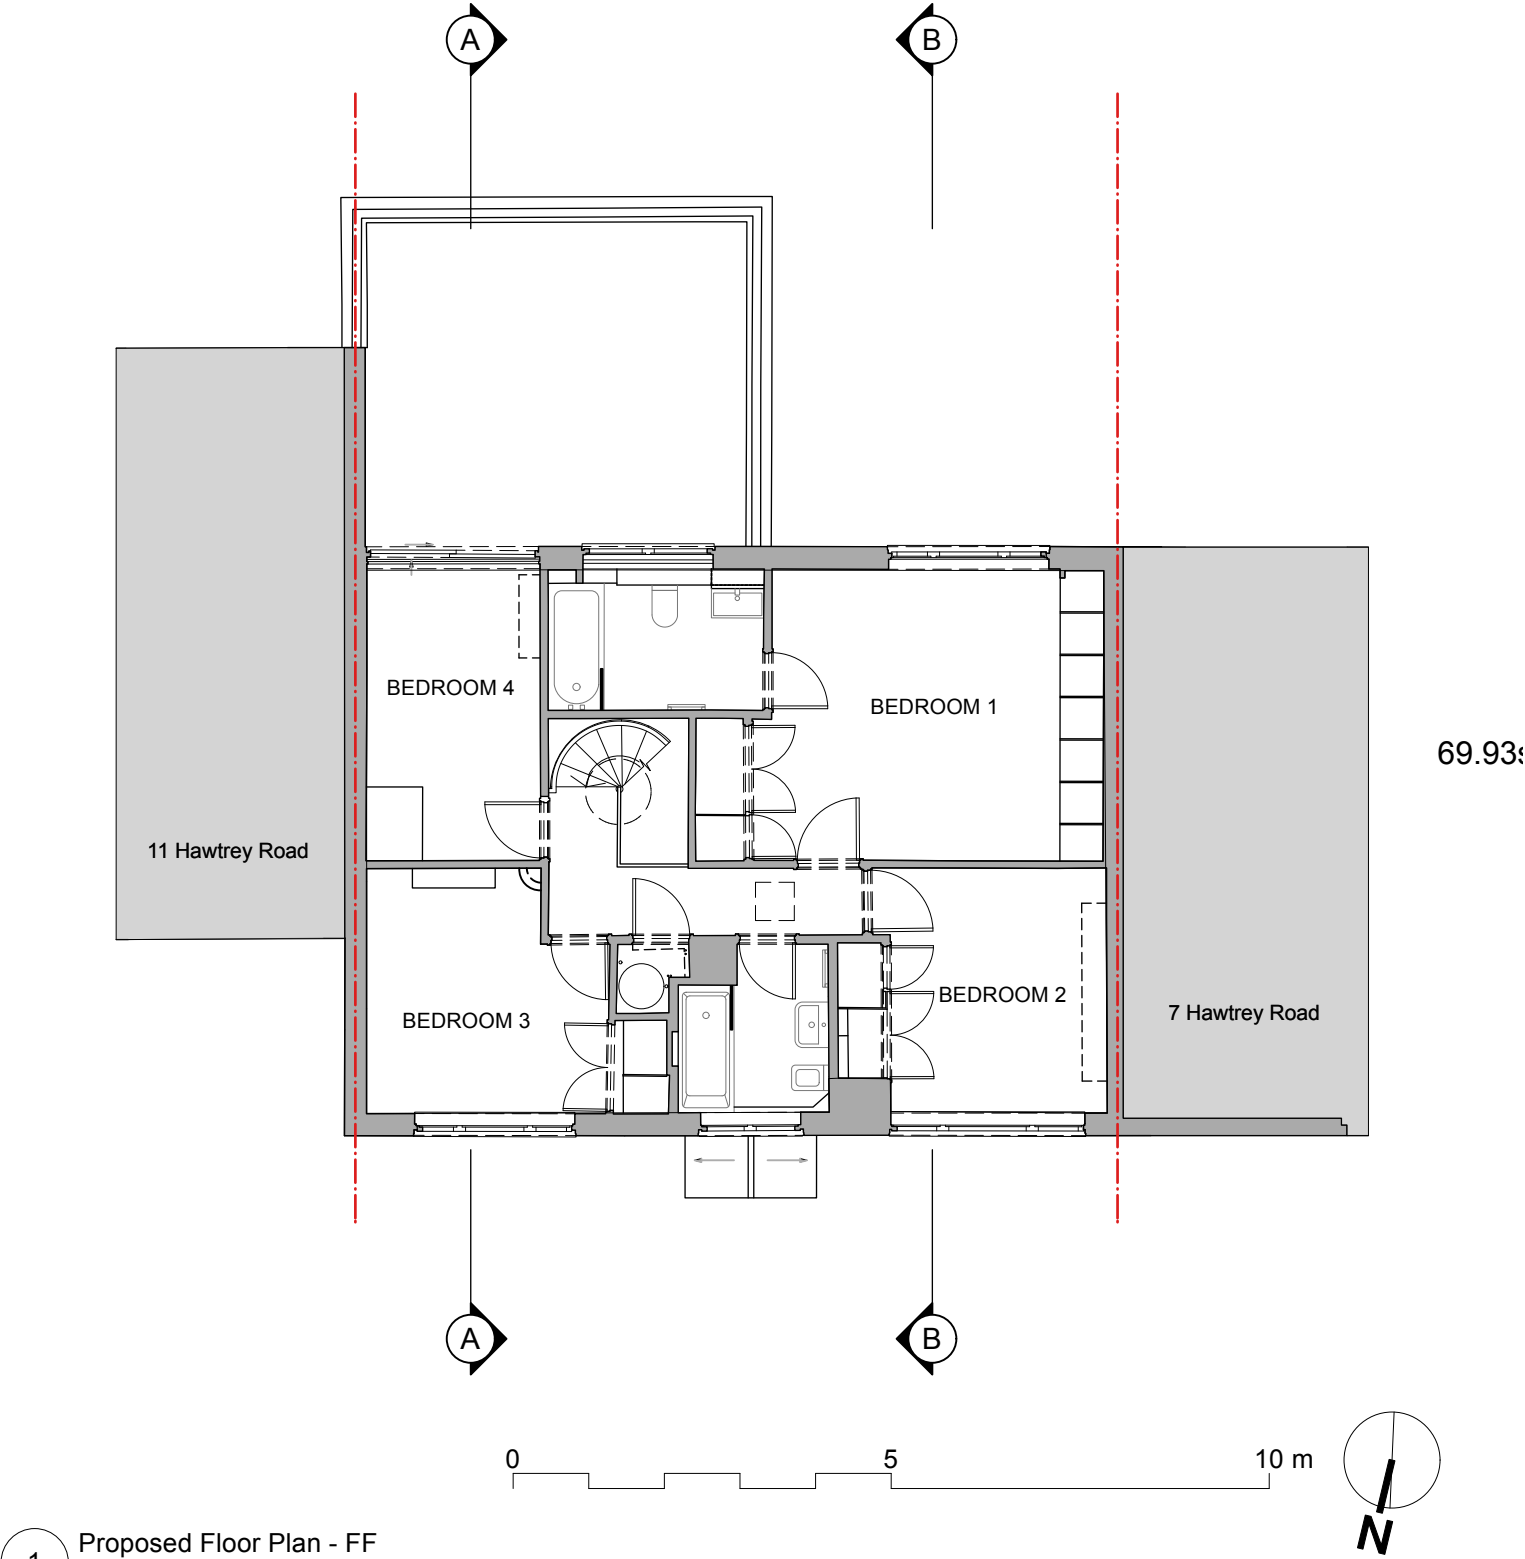 A
B
BEDROOM 4
BEDROOM 1
69.93
11 Hawtrey Road
BEDROOM 2
7 Hawtrey Road
BEDROOM 3
A
B
0 5 10 m
N
Proposed Floor Plan - FF
1